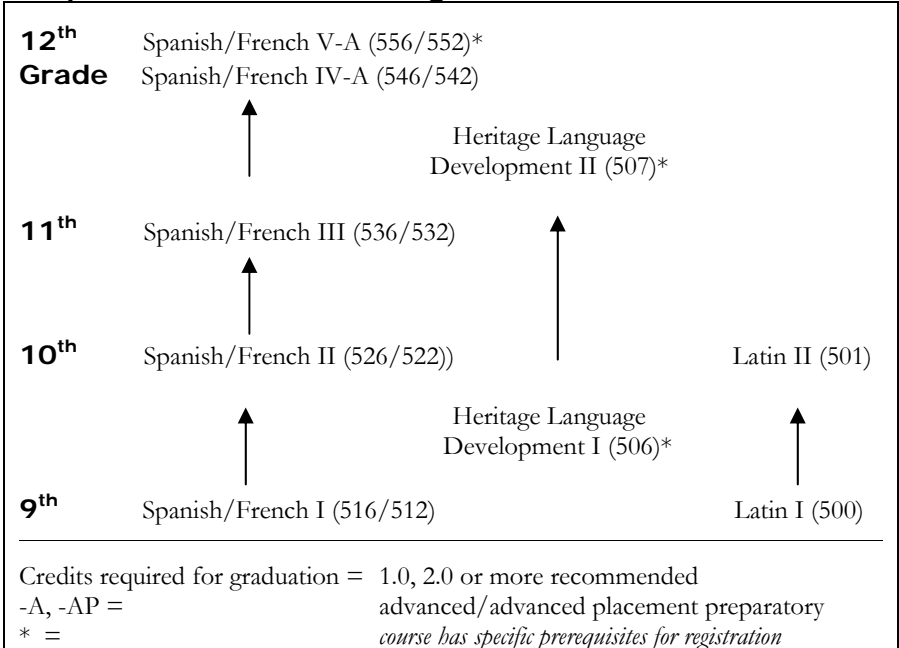 12th Spanish/French V-A (556/552)*
Grade Spanish/French IV-A (546/542)
Heritage Language
Development II (507)*
11th Spanish/French III (536/532)
10th Spanish/French II (526/522)) Latin II (501)
Heritage Language
Development I (506)*
9th Spanish/French I (516/512) Latin I (500)
Credits required for graduation = 1.0, 2.0 or more recommended
-A, -AP = advanced/advanced placement preparatory
* = course has specific prerequisites for registration